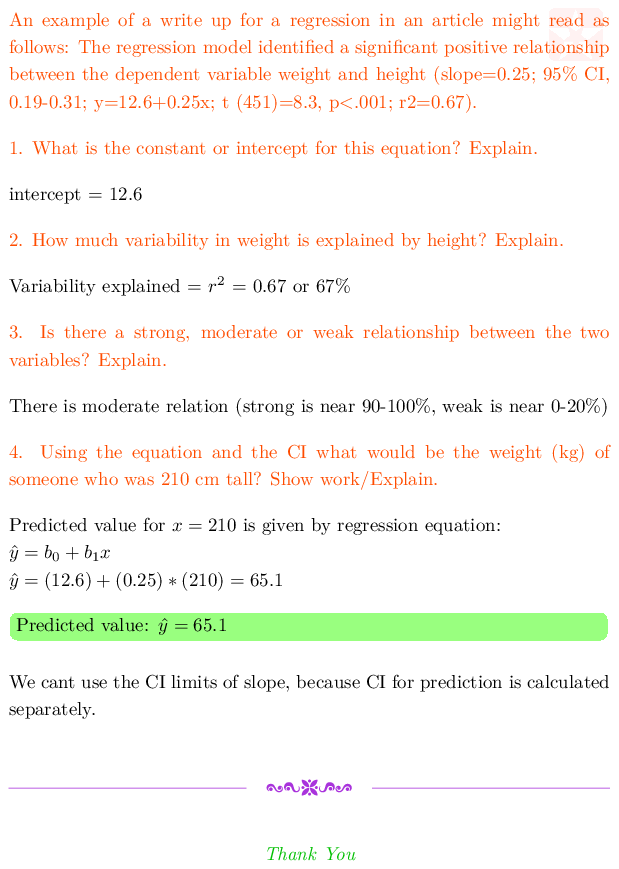 An example of a write up for a regression in an article might read as
follows: The regression model identified a significant positive relationship
between the dependent variable weight and height (slope=0.25; 95% CI,
0.19-0.31; y=12.6+0.25x; t (451)=8.3, p<.001; r2=0.67).
1. What is the constant or intercept for this equation? Explain.
intercept = 12.6
2. How much variability in weight is explained by height? Explain.
Variability explained = r² = 0.67 or 67%
3. Is there a strong, moderate or weak relationship between the two
variables? Explain.
There is moderate relation (strong is near 90-100%, weak is near 0-20%)
4. Using the equation and the CI what would be the weight (kg) of
someone who was 210 cm tall? Show work/Explain.
Predicted value for x = 210 is given by regression equation:
ŷ = b₀ + b₁x
ŷ = (12.6) + (0.25) ∗ (210) = 65.1
Predicted value: ŷ = 65.1
We cant use the CI limits of slope, because CI for prediction is calculated
separately.
Thank You